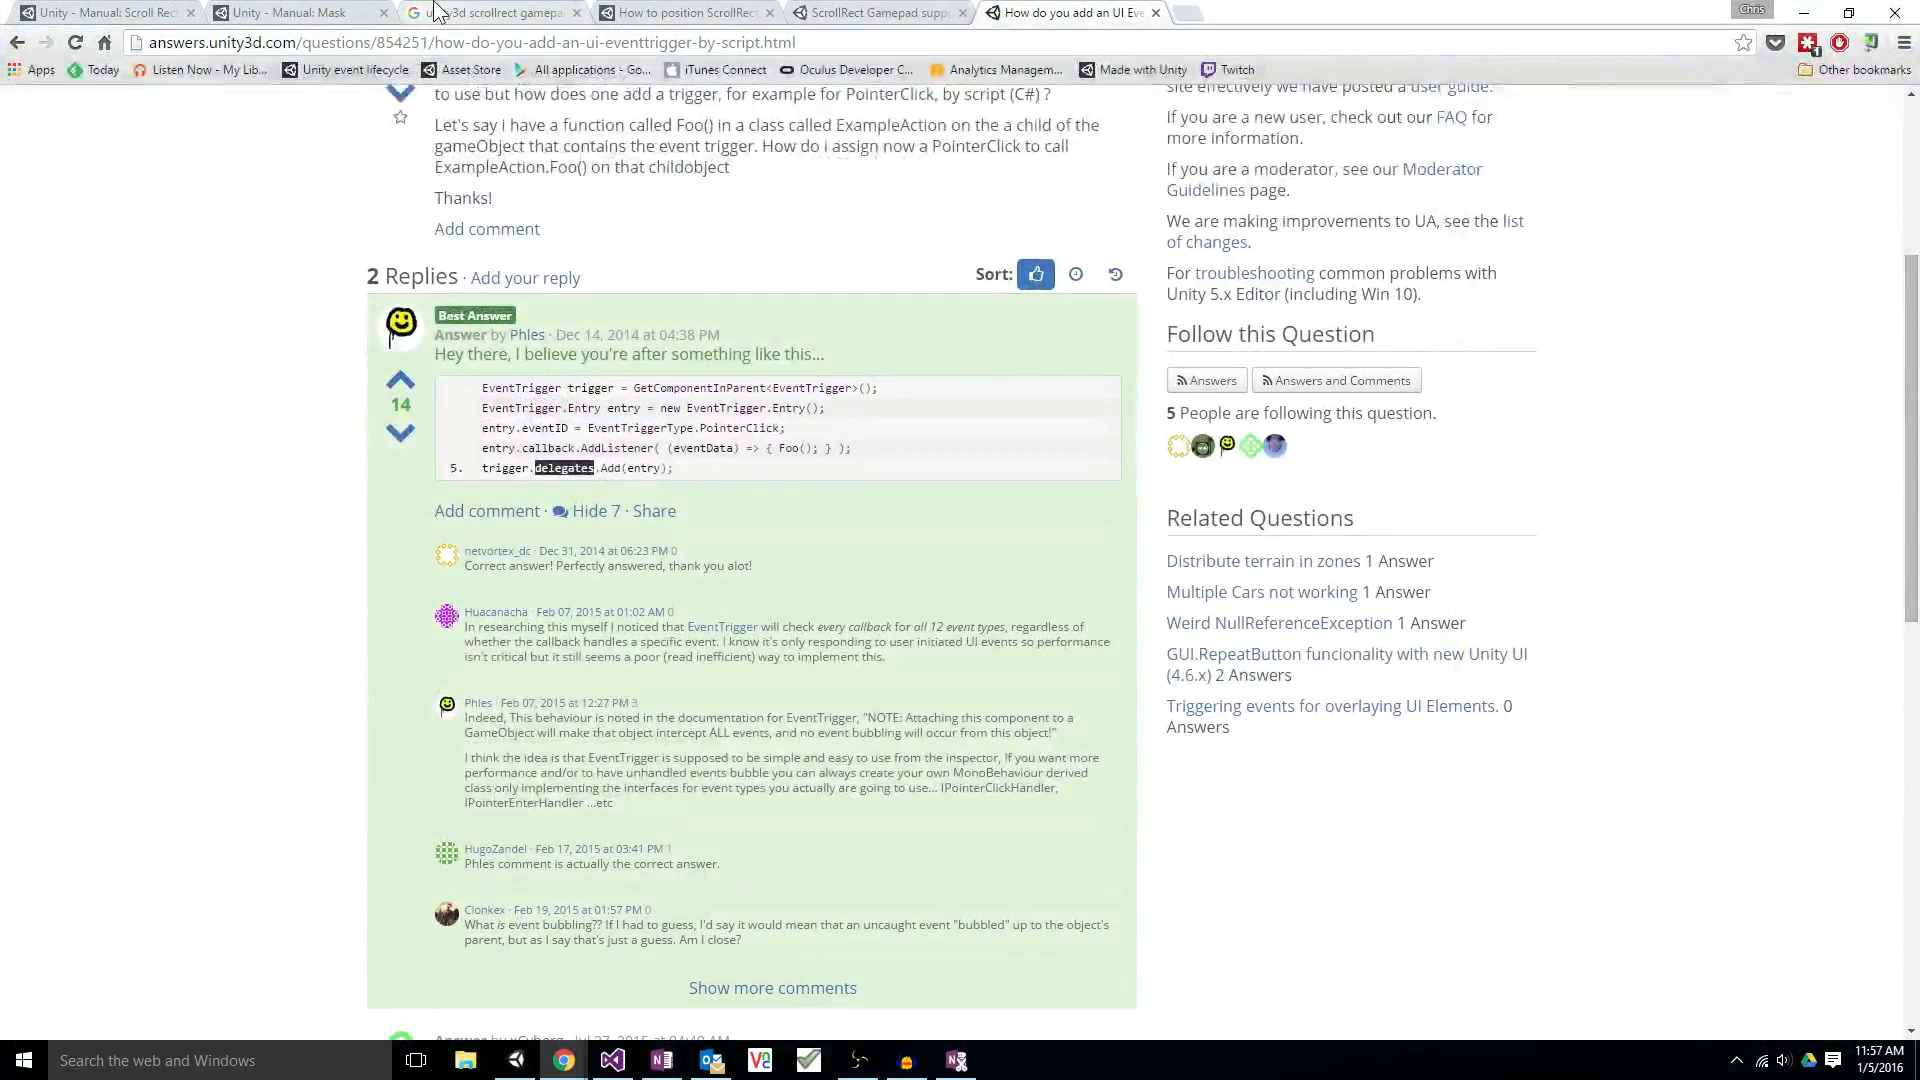 Unity - Manual: Scroll Rect
Unity - Manual: Mask
unity3d scrollrect gamepa
How to position ScrollRect
ScrollRect Gamepad supp
How do you add an UI Eve
Chris
answers.unity3d.com/questions/854251/how-do-you-add-an-ui-eventtrigger-by-script.html
Apps
Today
Listen Now - My Lib...
Unity event lifecycle
Asset Store
All applications - Go...
iTunes Connect
Oculus Developer C...
Analytics Managem...
Made with Unity
Twitch
Other bookmarks
to use but how does one add a trigger, for example for PointerClick, by script (C#) ?
Let's say i have a function called Foo() in a class called ExampleAction on the a child of the
gameObject that contains the event trigger. How do i assign now a PointerClick to call
ExampleAction.Foo() on that childobject
Thanks!
Add comment
2 Replies · Add your reply
Sort:
Best Answer
Answer by Phles · Dec 14, 2014 at 04:38 PM
Hey there, I believe you're after something like this...
14
EventTrigger trigger = GetComponentInParent<EventTrigger>();
EventTrigger.Entry entry = new EventTrigger.Entry();
entry.eventID = EventTriggerType.PointerClick;
entry.callback.AddListener( (eventData) => { Foo(); } );
5. trigger.delegates.Add(entry);
Add comment · Hide 7 · Share
netvortex_dc · Dec 31, 2014 at 06:23 PM 0
Correct answer! Perfectly answered, thank you alot!
Huacanacha · Feb 07, 2015 at 01:02 AM 0
In researching this myself I noticed that EventTrigger will check every callback for all 12 event types, regardless of
whether the callback handles a specific event. I know it's only responding to user initiated UI events so performance
isn't critical but it still seems a poor (read inefficient) way to implement this.
Phles · Feb 07, 2015 at 12:27 PM 3
Indeed, This behaviour is noted in the documentation for EventTrigger, "NOTE: Attaching this component to a
GameObject will make that object intercept ALL events, and no event bubbling will occur from this object!"
I think the idea is that EventTrigger is supposed to be simple and easy to use from the inspector, If you want more
performance and/or to have unhandled events bubble you can always create your own MonoBehaviour derived
class only implementing the interfaces for event types you actually are going to use... IPointerClickHandler,
IPointerEnterHandler ...etc
HugoZandel · Feb 17, 2015 at 03:41 PM 1
Phles comment is actually the correct answer.
Clonkex · Feb 19, 2015 at 01:57 PM 0
What is event bubbling?? If I had to guess, I'd say it would mean that an uncaught event "bubbled" up to the object's
parent, but as I say that's just a guess. Am I close?
Show more comments
site effectively we have posted a user guide.
If you are a new user, check out our FAQ for
more information.
If you are a moderator, see our Moderator
Guidelines page.
We are making improvements to UA, see the list
of changes.
For troubleshooting common problems with
Unity 5.x Editor (including Win 10).
Follow this Question
Answers
Answers and Comments
5 People are following this question.
Related Questions
Distribute terrain in zones 1 Answer
Multiple Cars not working 1 Answer
Weird NullReferenceException 1 Answer
GUI.RepeatButton funcionality with new Unity UI
(4.6.x) 2 Answers
Triggering events for overlaying UI Elements. 0
Answers
Search the web and Windows
11:57 AM
1/5/2016